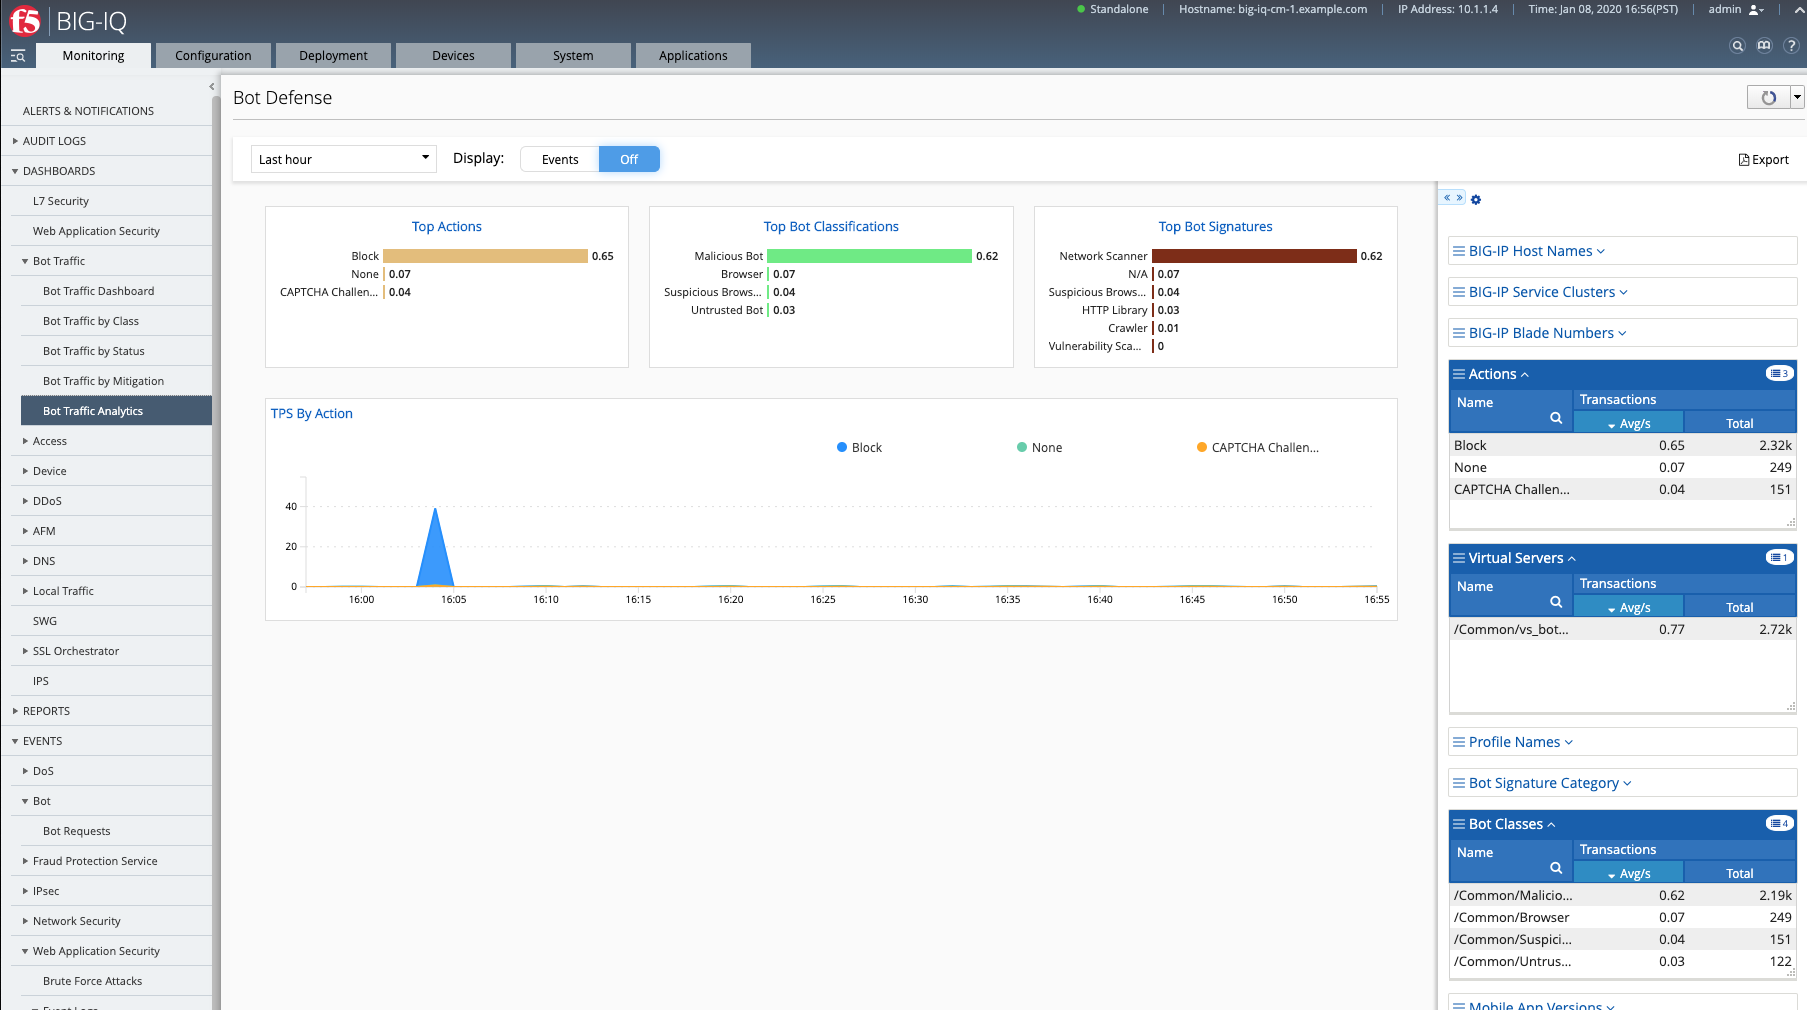 f5 BIG-IQ
Standalone
Hostname: big-iq-cm-1.example.com
IP Address: 10.1.1.4
Time: Jan 08, 2020 16:56(PST)
admin
Monitoring
Configuration
Deployment
Devices
System
Applications
ALERTS & NOTIFICATIONS
AUDIT LOGS
DASHBOARDS
L7 Security
Web Application Security
Bot Traffic
Bot Traffic Dashboard
Bot Traffic by Class
Bot Traffic by Status
Bot Traffic by Mitigation
Bot Traffic Analytics
Access
Device
DDoS
AFM
DNS
Local Traffic
SWG
SSL Orchestrator
IPS
REPORTS
EVENTS
DoS
Bot
Bot Requests
Fraud Protection Service
IPsec
Network Security
Web Application Security
Brute Force Attacks
Bot Defense
Last hour
Display:
Events
Off
Export
Top Actions
Block 0.65
None 0.07
CAPTCHA Challen... 0.04
Top Bot Classifications
Malicious Bot 0.62
Browser 0.07
Suspicious Brows... 0.04
Untrusted Bot 0.03
Top Bot Signatures
Network Scanner 0.62
N/A 0.07
Suspicious Brows... 0.04
HTTP Library 0.03
Crawler 0.01
Vulnerability Sca... 0
TPS By Action
Block
None
CAPTCHA Challen...
40
20
0
16:00 16:05 16:10 16:15 16:20 16:25 16:30 16:35 16:40 16:45 16:50 16:55
BIG-IP Host Names
BIG-IP Service Clusters
BIG-IP Blade Numbers
Actions 3
Name Transactions
Avg/s Total
Block 0.65 2.32k
None 0.07 249
CAPTCHA Challen... 0.04 151
Virtual Servers 1
Name Transactions
Avg/s Total
/Common/vs_bot... 0.77 2.72k
Profile Names
Bot Signature Category
Bot Classes 4
Name Transactions
Avg/s Total
/Common/Malicio... 0.62 2.19k
/Common/Browser 0.07 249
/Common/Suspici... 0.04 151
/Common/Untrus... 0.03 122
Mobile App Versions